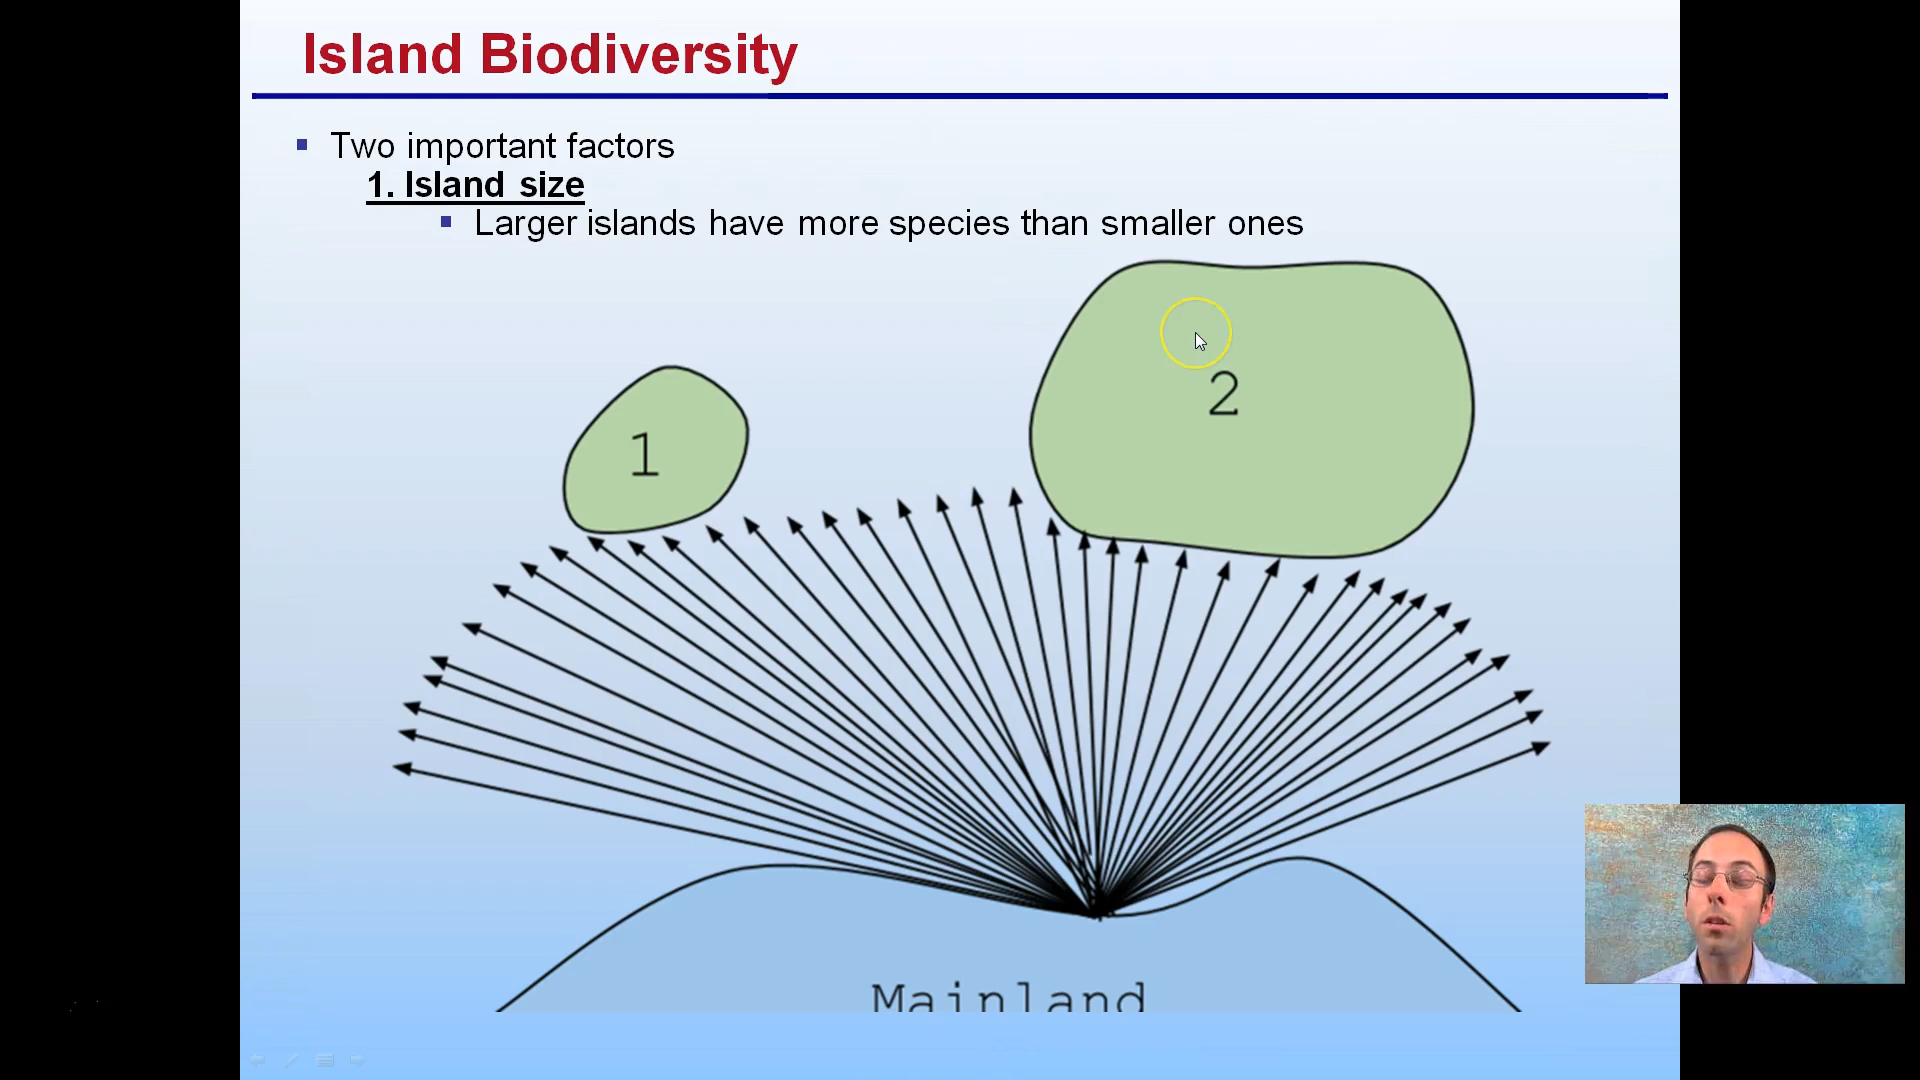 Island Biodiversity
Two important factors
1. Island size
Larger islands have more species than smaller ones
1
2
Mainland